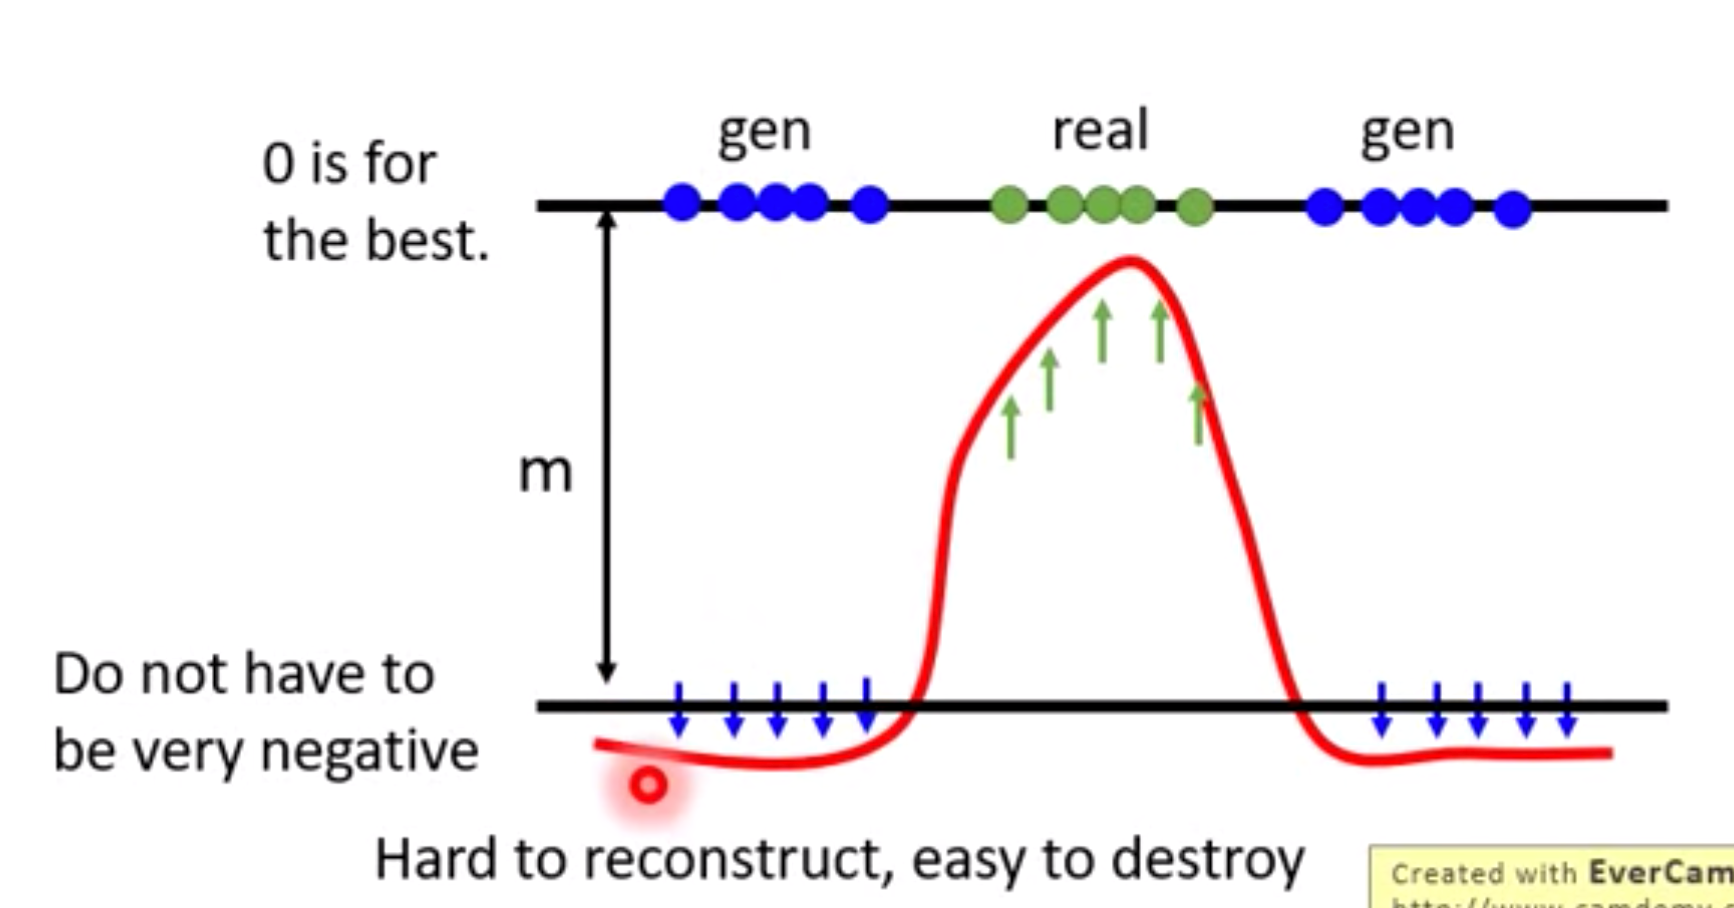 gen real gen
0 is for
the best.
m
Do not have to
be very negative
Hard to reconstruct, easy to destroy
Created with EverCam